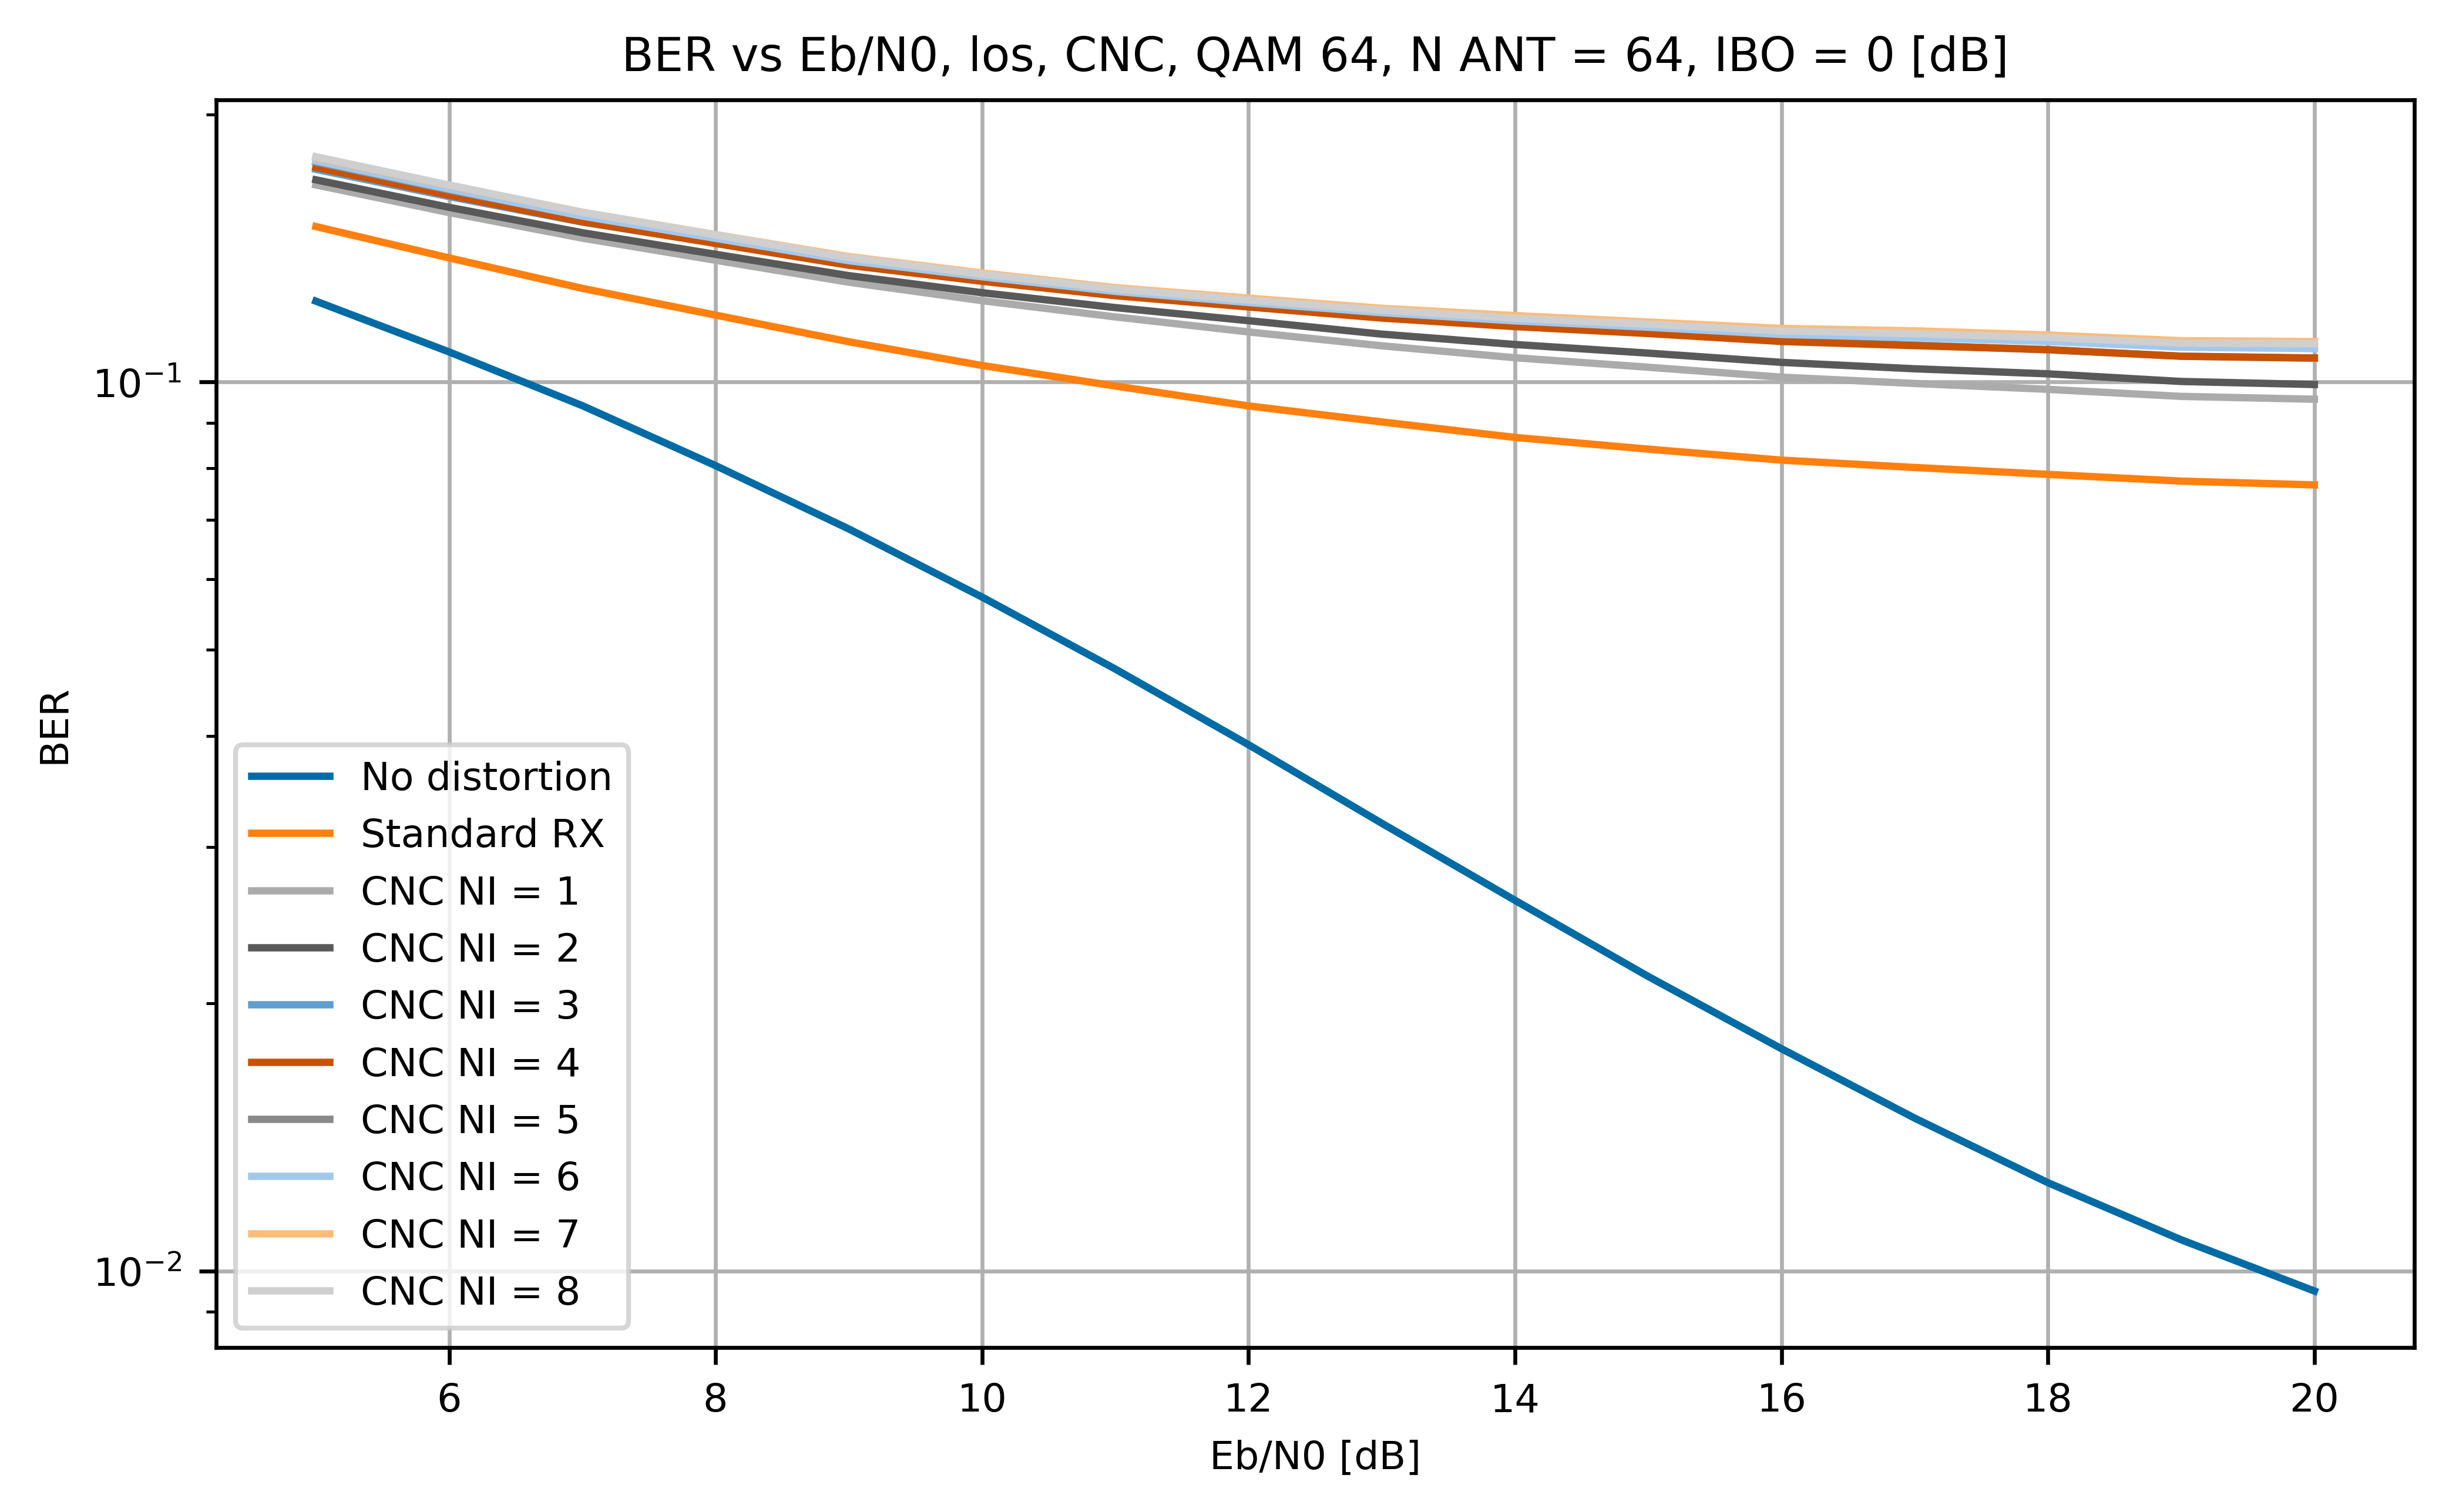 BER vs Eb/N0, los, CNC, QAM 64, N ANT = 64, IBO = 0 [dB]
BER
10⁻¹
10⁻²
No distortion
Standard RX
CNC NI = 1
CNC NI = 2
CNC NI = 3
CNC NI = 4
CNC NI = 5
CNC NI = 6
CNC NI = 7
CNC NI = 8
6 8 10 12 14 16 18 20
Eb/N0 [dB]